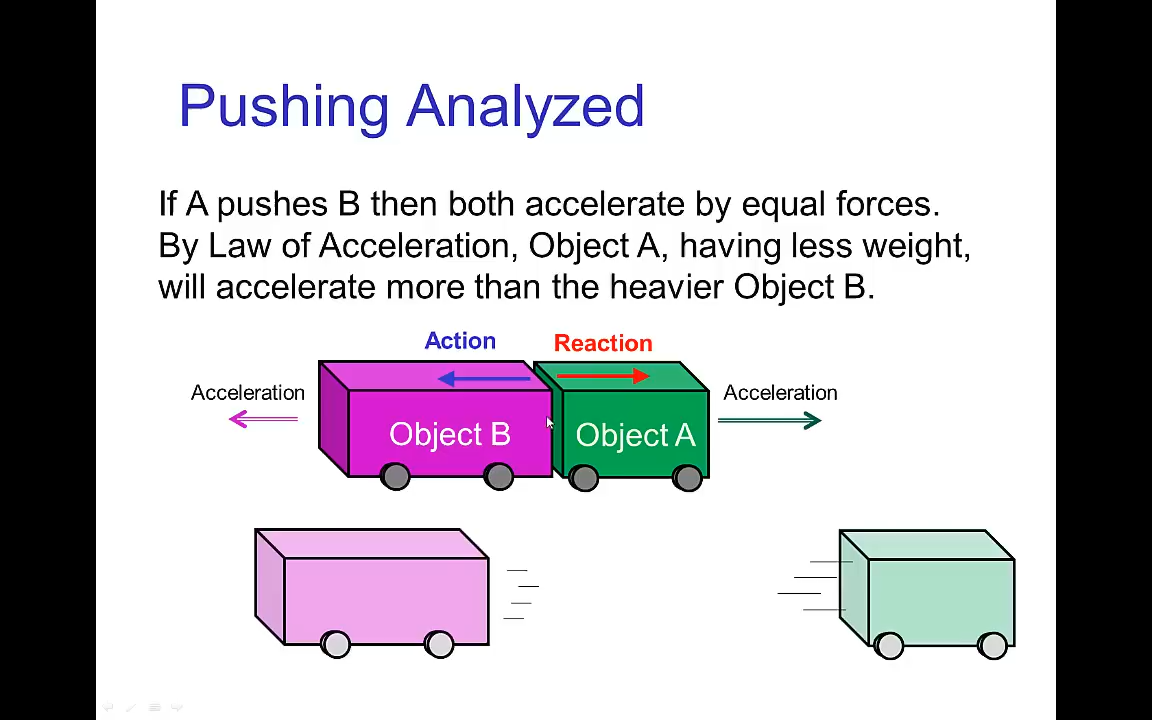 Pushing Analyzed
If A pushes B then both accelerate by equal forces.
By Law of Acceleration, Object A, having less weight,
will accelerate more than the heavier Object B.
Action
Reaction
Acceleration
Acceleration
Object B
Object A